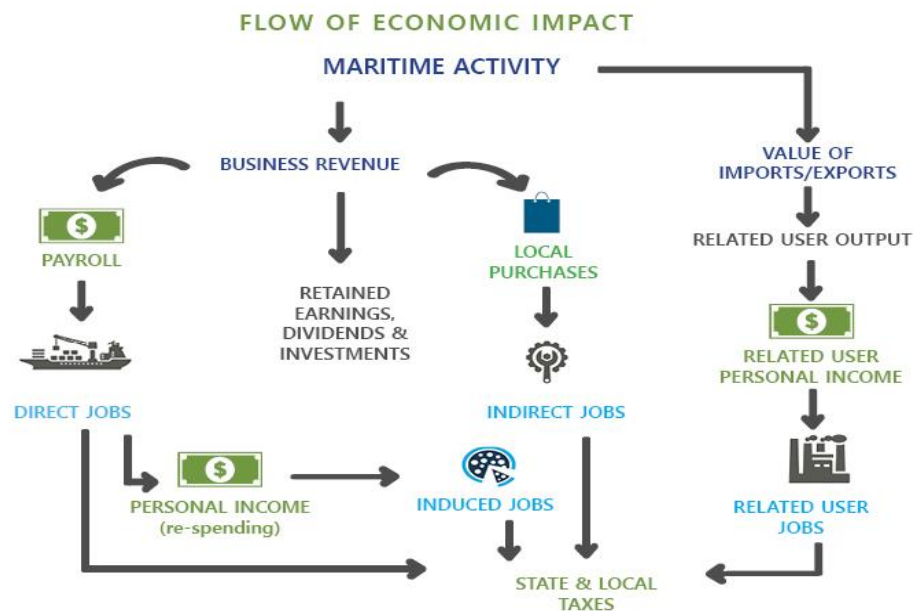 FLOW OF ECONOMIC IMPACT
MARITIME ACTIVITY
BUSINESS REVENUE
VALUE OF
IMPORTS/EXPORTS
$
PAYROLL
LOCAL
PURCHASES
RELATED USER OUTPUT
RETAINED
EARNINGS,
DIVIDENDS &
INVESTMENTS
$
RELATED USER
PERSONAL INCOME
DIRECT JOBS
INDIRECT JOBS
$
PERSONAL INCOME
(re-spending)
INDUCED JOBS
RELATED USER
JOBS
STATE & LOCAL
TAXES